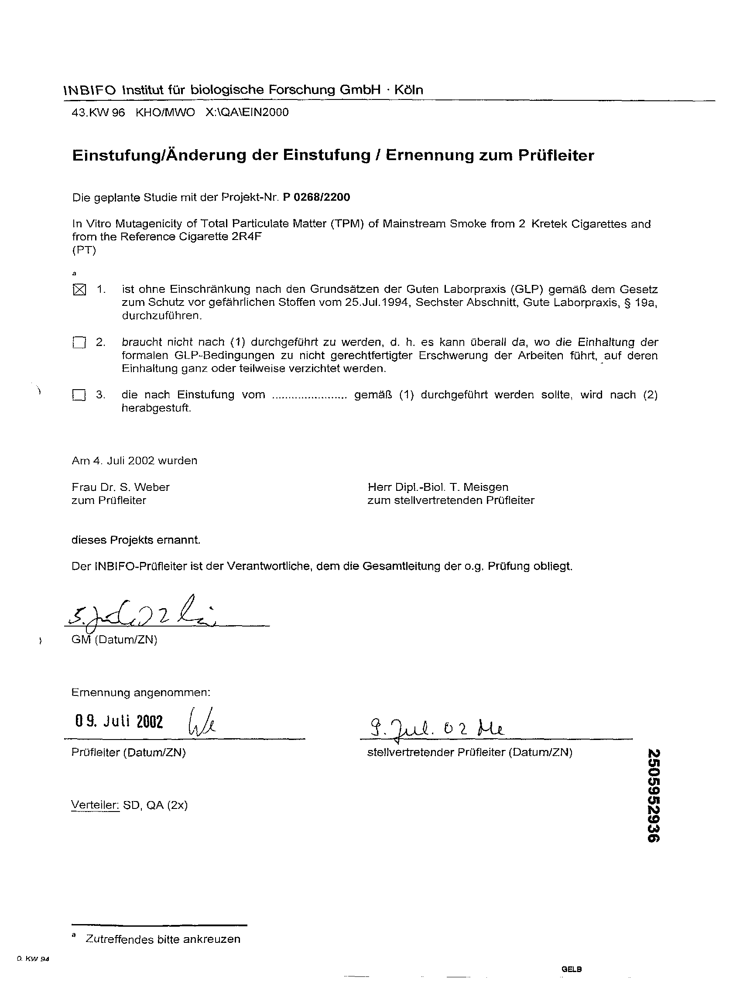 INBIFO Institut für biologische Forschung GmbH · Köln
43.KW 96 KHO/MWO X:\QA\EIN2000
Einstufung/Änderung der Einstufung / Ernennung zum Prüfleiter
Die geplante Studie mit der Projekt-Nr. P 0268/2200
In Vitro Mutagenicity of Total Particulate Matter (TPM) of Mainstream Smoke from 2 Kretek Cigarettes and
from the Reference Cigarette 2R4F
(PT)
a
☒ 1. ist ohne Einschränkung nach den Grundsätzen der Guten Laborpraxis (GLP) gemäß dem Gesetz
zum Schutz vor gefährlichen Stoffen vom 25.Jul.1994, Sechster Abschnitt, Gute Laborpraxis, § 19a,
durchzuführen.
☐ 2. braucht nicht nach (1) durchgeführt zu werden, d. h. es kann überall da, wo die Einhaltung der
formalen GLP-Bedingungen zu nicht gerechtfertigter Erschwerung der Arbeiten führt, auf deren
Einhaltung ganz oder teilweise verzichtet werden.
☐ 3. die nach Einstufung vom ....................... gemäß (1) durchgeführt werden sollte, wird nach (2)
herabgestuft.
Am 4. Juli 2002 wurden
Frau Dr. S. Weber
zum Prüfleiter
Herr Dipl.-Biol. T. Meisgen
zum stellvertretenden Prüfleiter
dieses Projekts ernannt.
Der INBIFO-Prüfleiter ist der Verantwortliche, dem die Gesamtleitung der o.g. Prüfung obliegt.
GM (Datum/ZN)
Ernennung angenommen:
09. Juli 2002 We
9. Jul. 02 Me
Prüfleiter (Datum/ZN)
stellvertretender Prüfleiter (Datum/ZN)
2505952936
Verteiler: SD, QA (2x)
a Zutreffendes bitte ankreuzen
0. KW 94
GELB